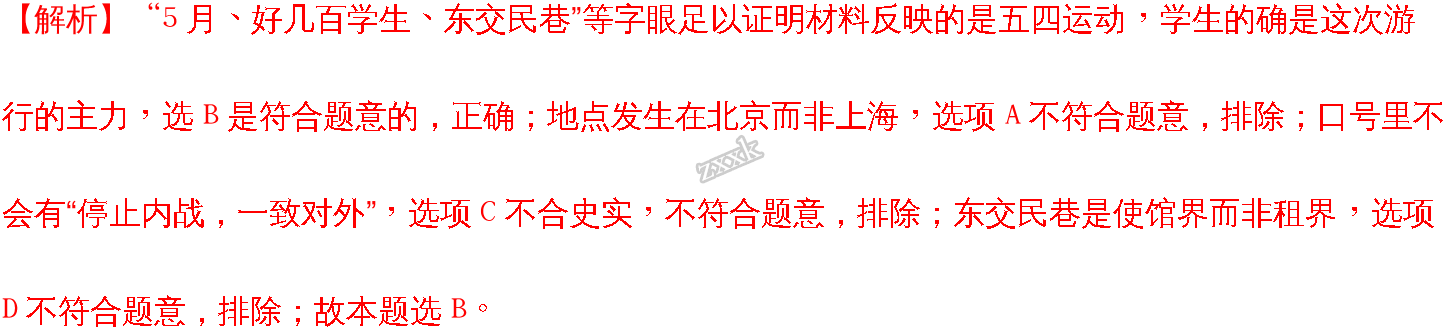 【解析】“5 月、好几百学生、东交民巷”等字眼足以证明材料反映的是五四运动，学生的确是这次游
行的主力，选 B 是符合题意的，正确；地点发生在北京而非上海，选项 A 不符合题意，排除；口号里不
zxxk
会有“停止内战，一致对外”，选项 C 不合史实，不符合题意，排除；东交民巷是使馆界而非租界，选项
D 不符合题意，排除；故本题选 B。